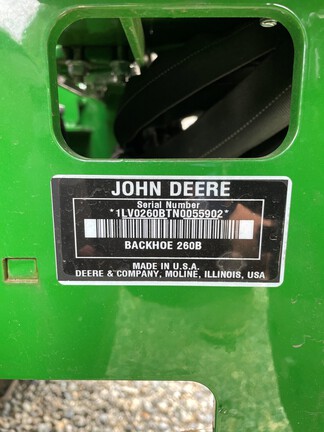 JOHN DEERE
Serial Number
*1LV0260BTN0055902*
BACKHOE 260B
MADE IN U.S.A.
DEERE & COMPANY, MOLINE, ILLINOIS, USA